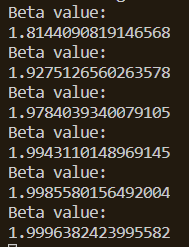 Beta value:
1.8144090819146568
Beta value:
1.9275126560263578
Beta value:
1.9784039340079105
Beta value:
1.9943110148969145
Beta value:
1.9985580156492004
Beta value:
1.9996382423995582